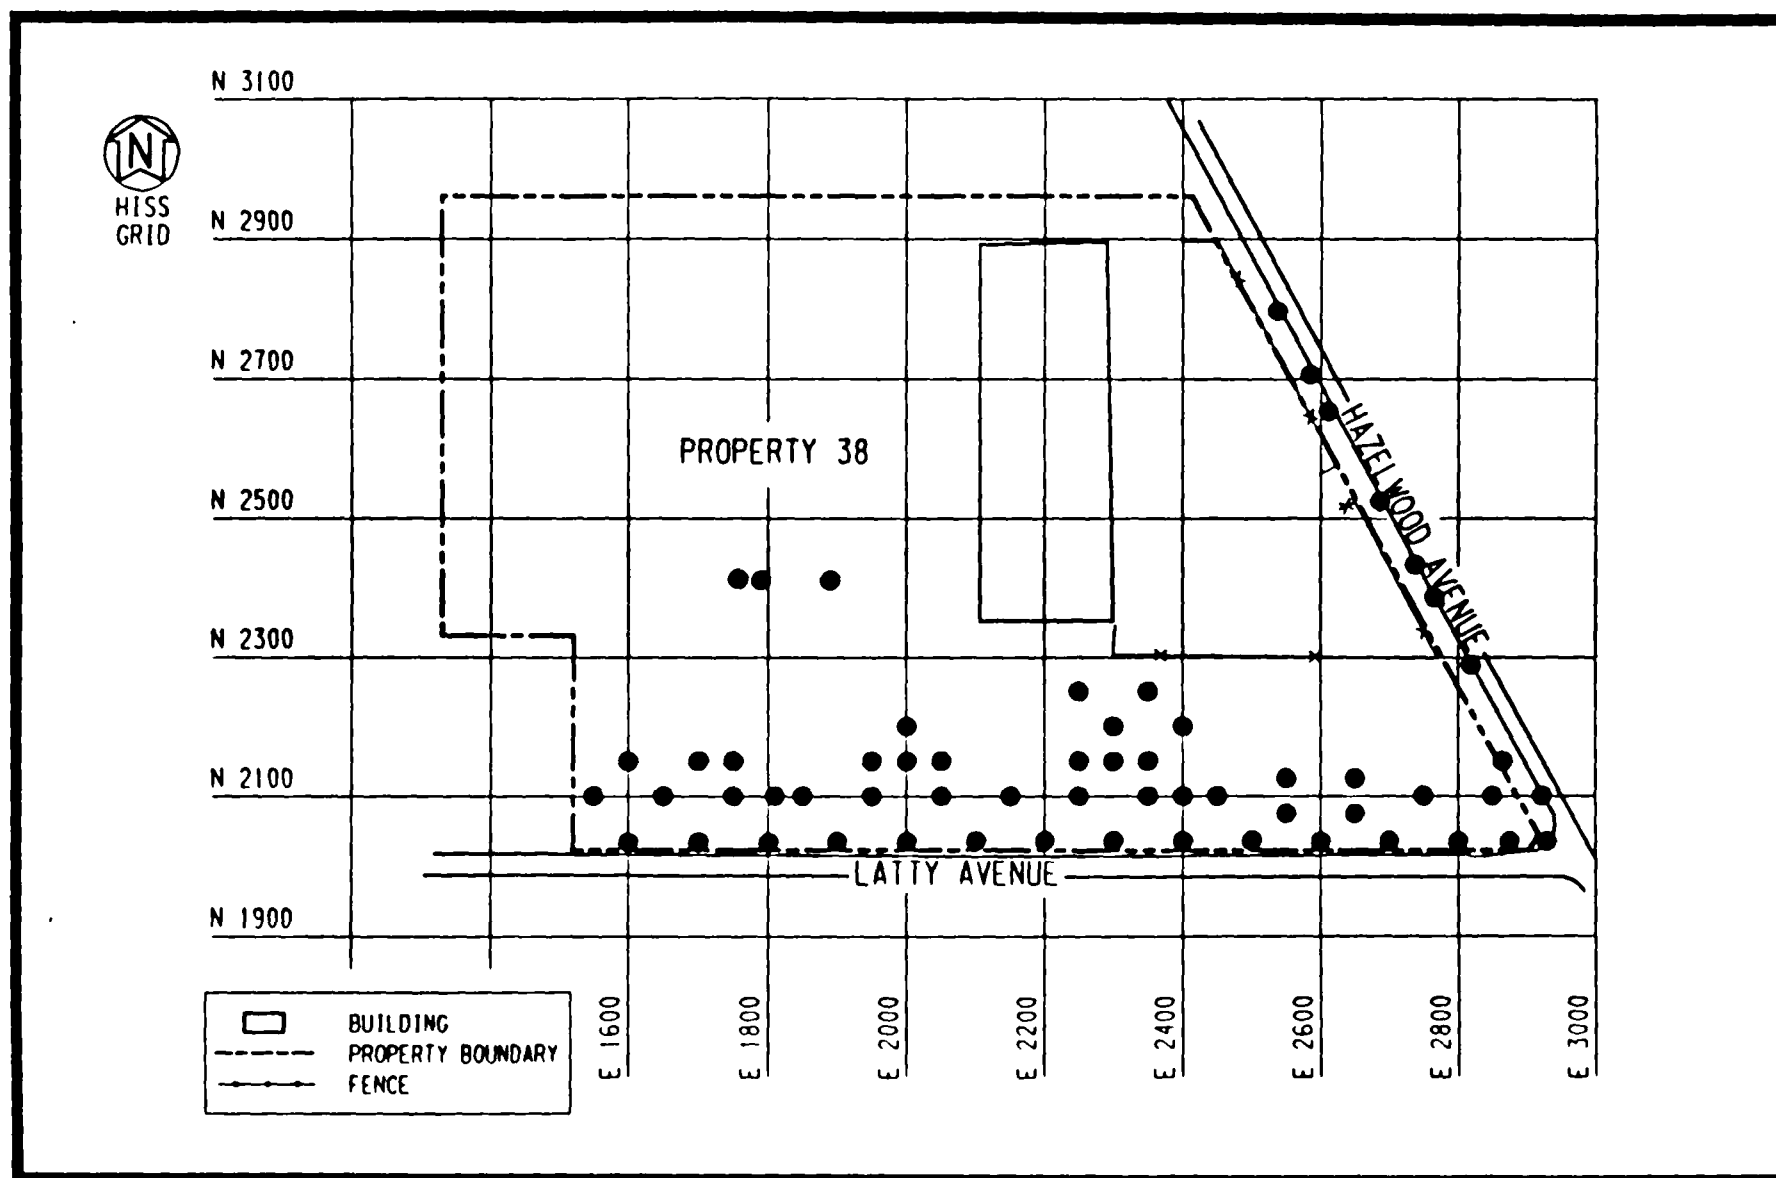 N 3100
N
HISS
GRID
N 2900
N 2700
N 2500
N 2300
N 2100
N 1900
PROPERTY 38
HAZELWOOD AVENUE
LATTY AVENUE
E 1600
E 1800
E 2000
E 2200
E 2400
E 2600
E 2800
E 3000
BUILDING
PROPERTY BOUNDARY
FENCE